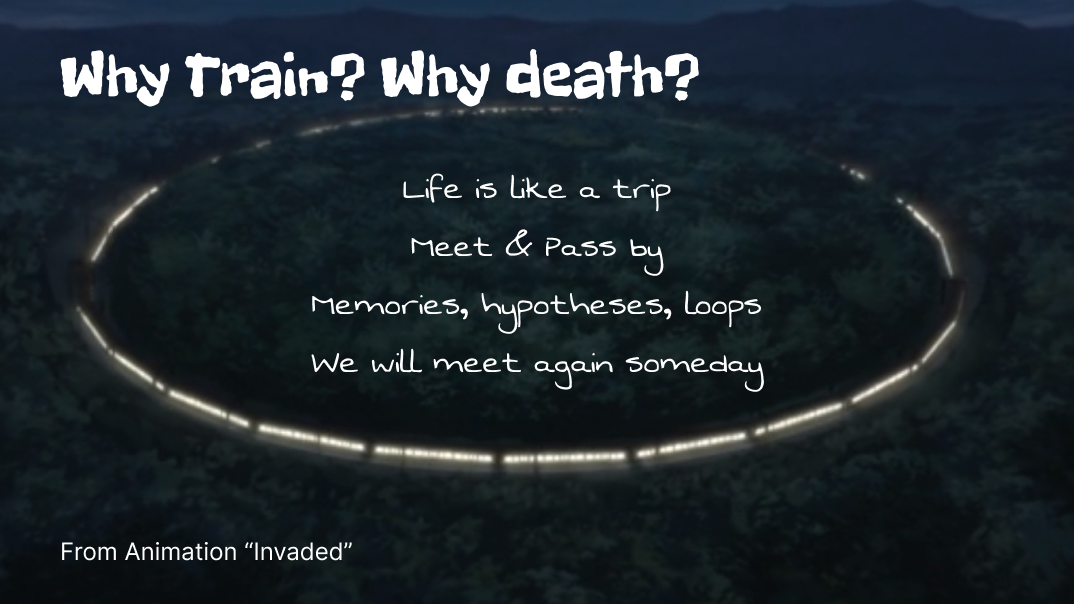 Why Train? Why death?
Life is like a trip
Meet & Pass by
Memories, hypotheses, loops
We will meet again someday
From Animation “Invaded”